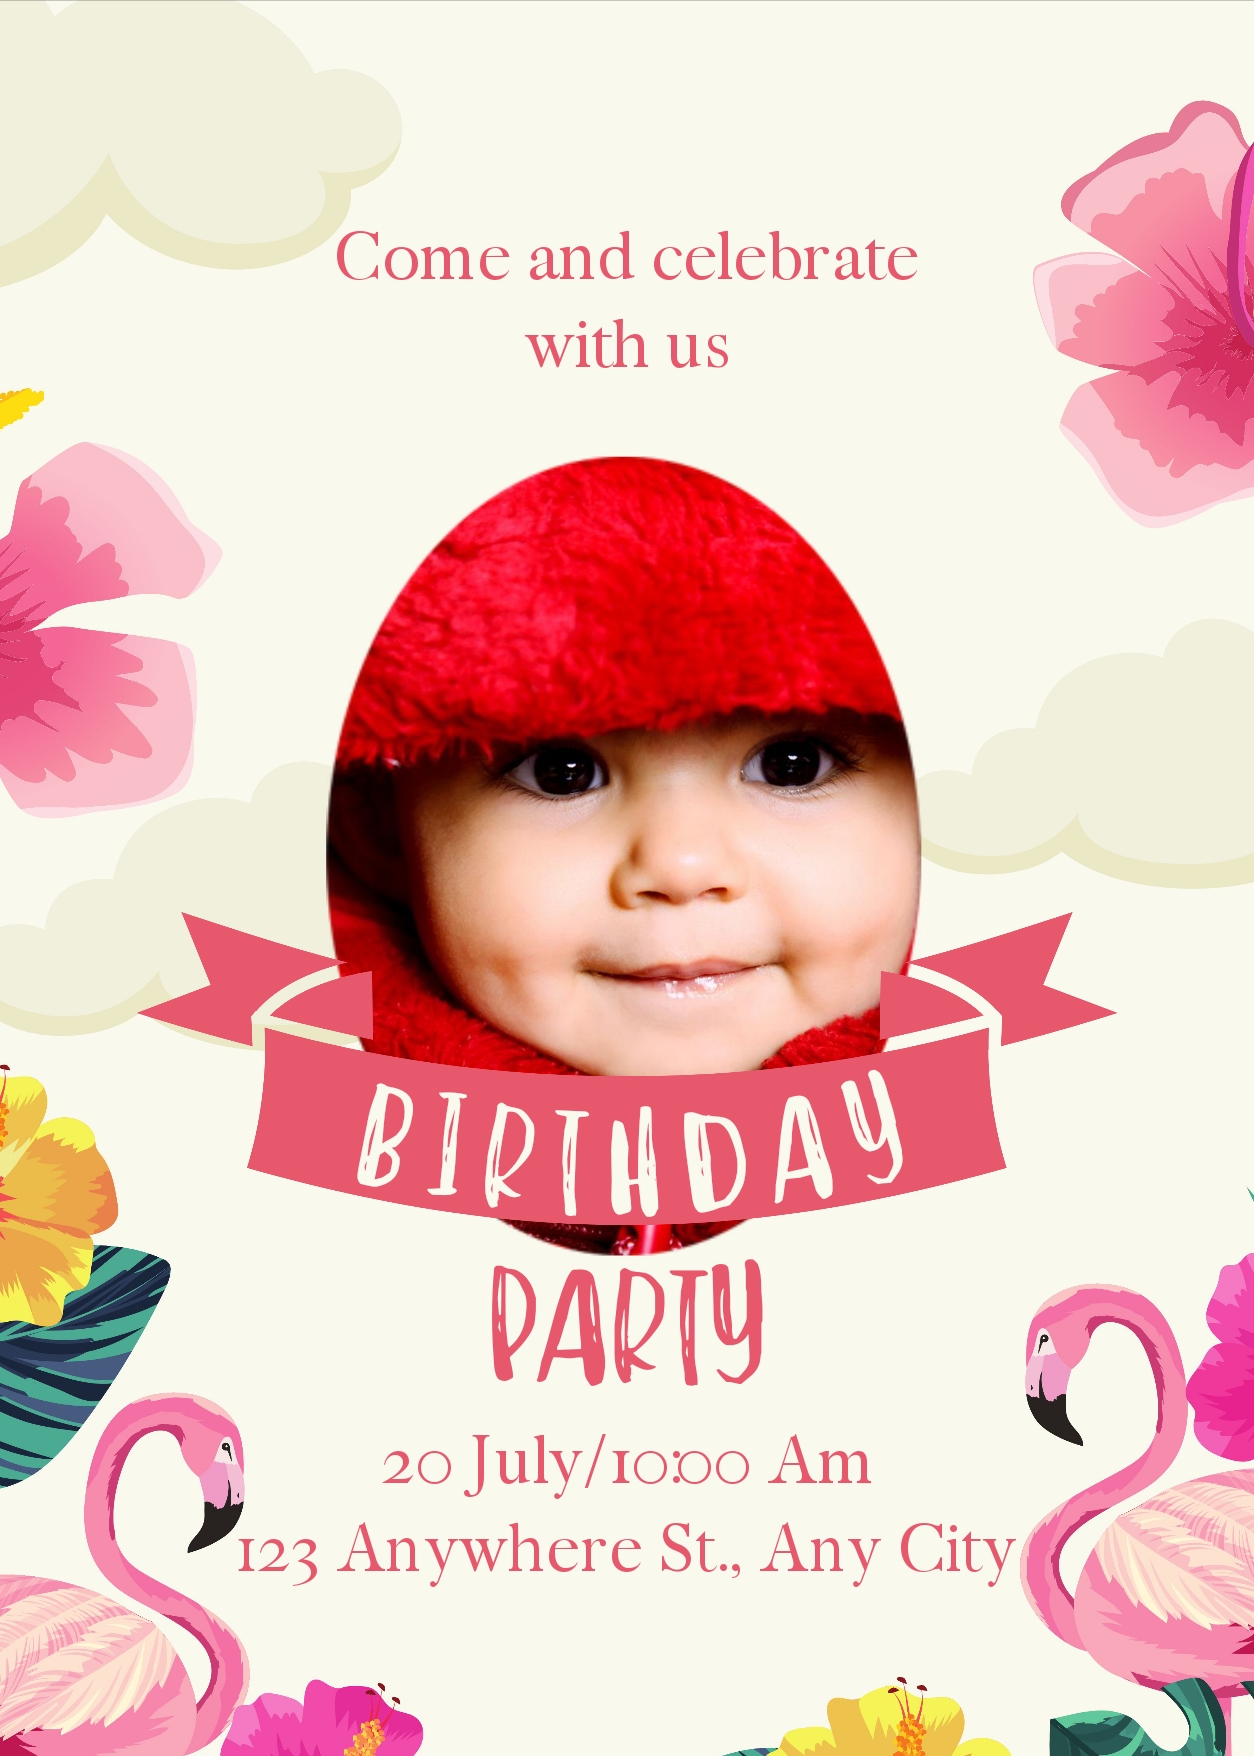 Come and celebrate
with us
BIRTHDAY
PARTY
20 July/10:00 Am
123 Anywhere St., Any City